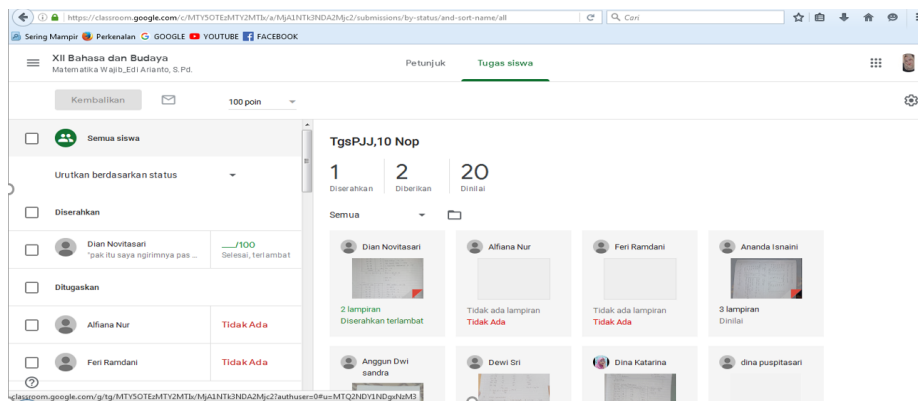 https://classroom.google.com/c/MTY5OTEzMTY2MTIx/a/MjA1NTk3NDA2Mjc2/submissions/by-status/and-sort-name/all
Cari
Sering Mampir Perkenalan GOOGLE YOUTUBE FACEBOOK
XII Bahasa dan Budaya
Matematika Wajib_Edi Arianto, S.Pd.
Petunjuk Tugas siswa
Kembalikan 100 poin
Semua siswa
Urutkan berdasarkan status
Diserahkan
Dian Novitasari
"pak itu saya ngirimnya pas ...
__/100
Selesai, terlambat
Ditugaskan
Alfiana Nur Tidak Ada
Feri Ramdani Tidak Ada
TgsPJJ,10 Nop
1 2 20
Diserahkan Diberikan Dinilai
Semua
Dian Novitasari
2 lampiran
Diserahkan terlambat
Alfiana Nur
Tidak ada lampiran
Tidak Ada
Feri Ramdani
Tidak ada lampiran
Tidak Ada
Ananda Isnaini
3 lampiran
Dinilai
Anggun Dwi
sandra
Dewi Sri
Dina Katarina
dina puspitasari
classroom.google.com/g/tg/MTY5OTEzMTY2MTIx/MjA1NTk3NDA2Mjc2?authuser=0#u=MTQ2NDY1NDgxNzM3